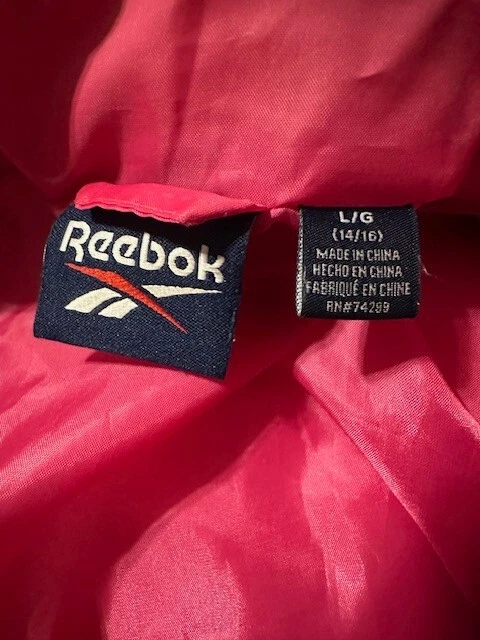 Reebok
L/G
(14/16)
MADE IN CHINA
HECHO EN CHINA
FABRIQUÉ EN CHINE
RN#74299